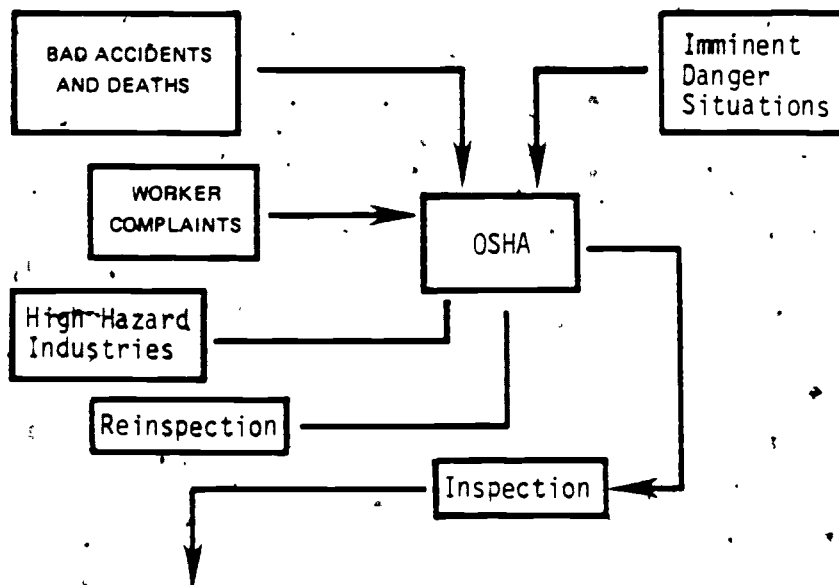 BAD ACCIDENTS
AND DEATHS
Imminent
Danger
Situations
WORKER
COMPLAINTS
OSHA
High Hazard
Industries
Reinspection
Inspection